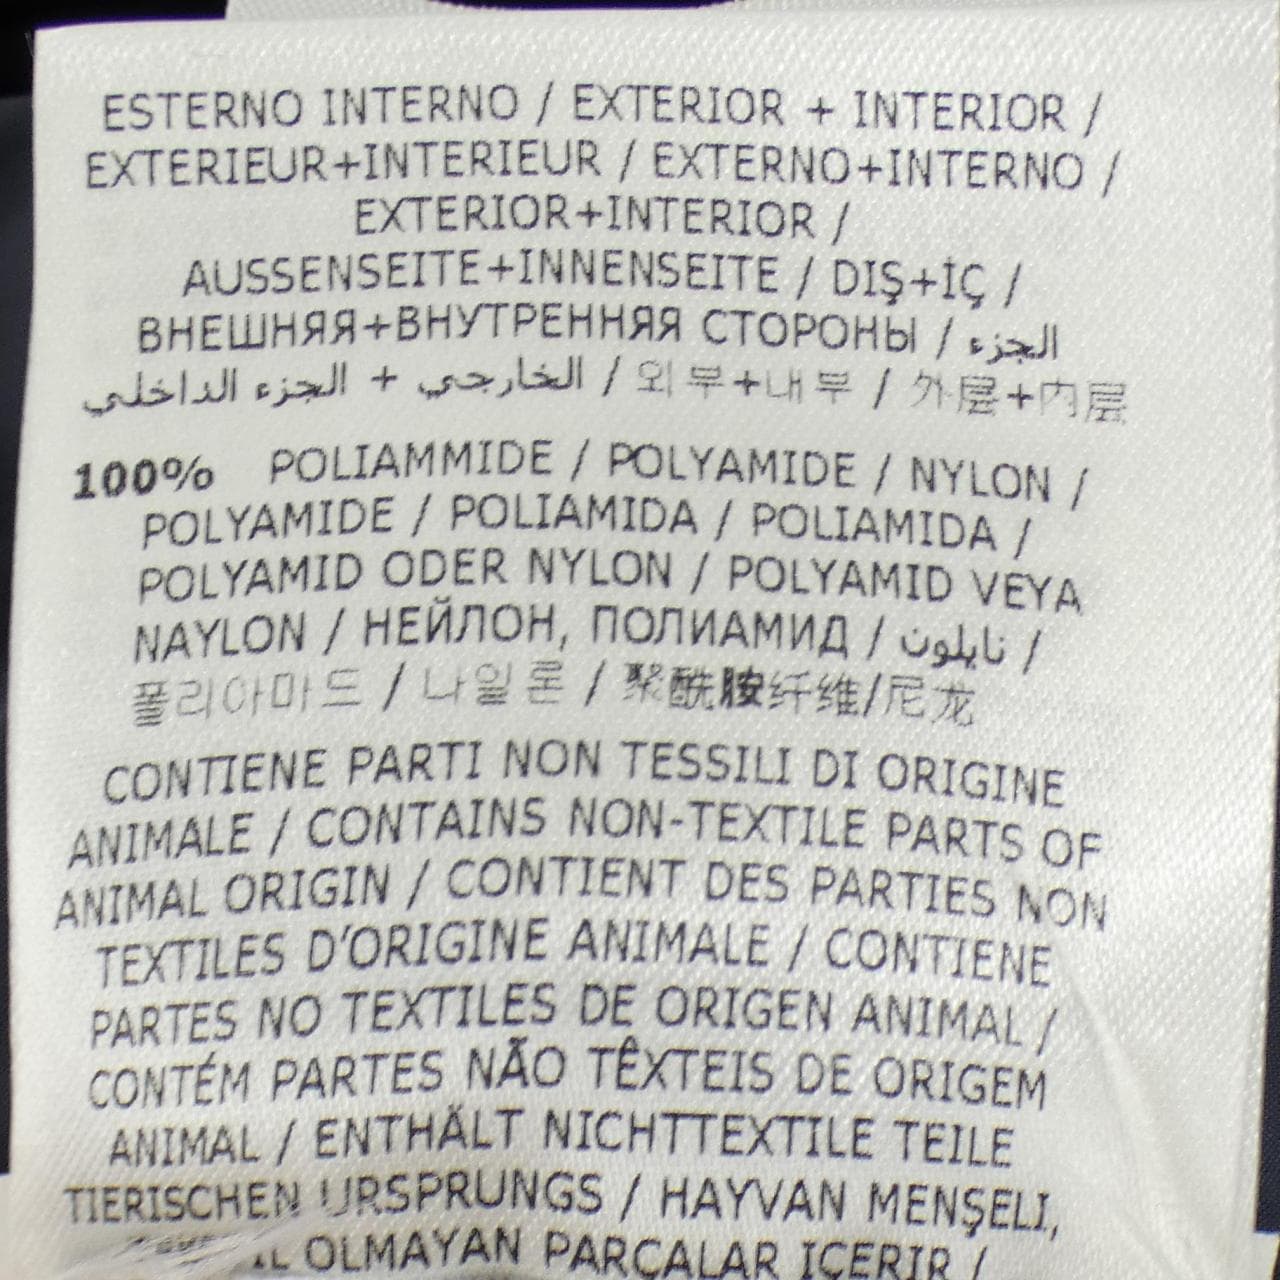 ESTERNO INTERNO / EXTERIOR + INTERIOR /
EXTERIEUR+INTERIEUR / EXTERNO+INTERNO /
EXTERIOR+INTERIOR /
AUSSENSEITE+INNENSEITE / DIŞ+İÇ /
ВНЕШНЯЯ+ВНУТРЕННЯЯ СТОРОНЫ / الجزء
الخارجي + الجزء الداخلي / 외부+내부 / 外层+内层
100% POLIAMMIDE / POLYAMIDE / NYLON /
POLYAMIDE / POLIAMIDA / POLIAMIDA /
POLYAMID ODER NYLON / POLYAMID VEYA
NAYLON / НЕЙЛОН, ПОЛИАМИД / نايلون /
폴리아마드 / 나일론 / 聚酰胺纤维/尼龙
CONTIENE PARTI NON TESSILI DI ORIGINE
ANIMALE / CONTAINS NON-TEXTILE PARTS OF
ANIMAL ORIGIN / CONTIENT DES PARTIES NON
TEXTILES D'ORIGINE ANIMALE / CONTIENE
PARTES NO TEXTILES DE ORIGEN ANIMAL /
CONTÉM PARTES NÃO TÊXTEIS DE ORIGEM
ANIMAL / ENTHÄLT NICHTTEXTILE TEILE
TIERISCHEN URSPRUNGS / HAYVAN MENŞELI,
OLMAYAN PARÇALAR IÇERIR /